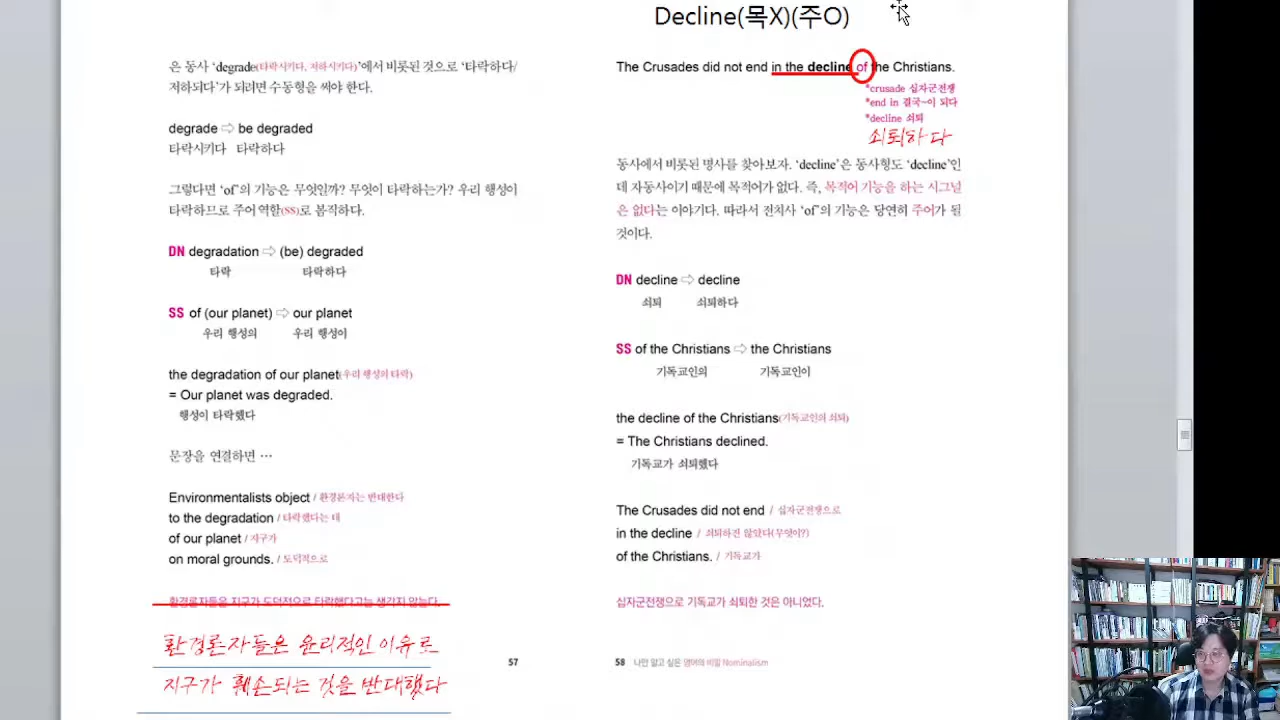 Decline(목X)(주O)
은 동사 'degrade(타락시키다, 저하시키다)'에서 비롯된 것으로 '타락하다/
저하되다'가 되려면 수동형을 써야 한다.
degrade ⇨ be degraded
타락시키다 타락하다
그렇다면 'of'의 기능은 무엇일까? 무엇이 타락하는가? 우리 행성이
타락하므로 주어 역할(SS)로 봄직하다.
DN degradation ⇨ (be) degraded
타락 타락하다
SS of (our planet) ⇨ our planet
우리 행성의 우리 행성이
the degradation of our planet(우리 행성의 타락)
= Our planet was degraded.
행성이 타락했다
문장을 연결하면 …
Environmentalists object / 환경론자는 반대한다
to the degradation / 타락했다는 데
of our planet / 지구가
on moral grounds. / 도덕적으로
환경론자들은 지구가 도덕적으로 타락했다고는 생각지 않는다.
환경론자들은 윤리적인 이유로
지구가 훼손되는 것을 반대했다
57
The Crusades did not end in the decline of the Christians.
*crusade 십자군전쟁
*end in 결국~이 되다
*decline 쇠퇴
쇠퇴하다
동사에서 비롯된 명사를 찾아보자. 'decline'은 동사형도 'decline'인
데 자동사이기 때문에 목적어가 없다. 즉, 목적어 기능을 하는 시그널
은 없다는 이야기다. 따라서 전치사 'of'의 기능은 당연히 주어가 될
것이다.
DN decline ⇨ decline
쇠퇴 쇠퇴하다
SS of the Christians ⇨ the Christians
기독교인의 기독교인이
the decline of the Christians(기독교인의 쇠퇴)
= The Christians declined.
기독교가 쇠퇴했다
The Crusades did not end / 십자군전쟁으로
in the decline / 쇠퇴하진 않았다(무엇이?)
of the Christians. / 기독교가
십자군전쟁으로 기독교가 쇠퇴한 것은 아니었다.
58 나만 알고 싶은 영어의 비밀 Nominalism